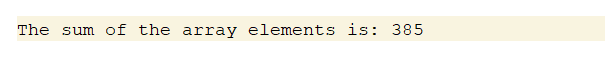 The sum of the array elements is: 385